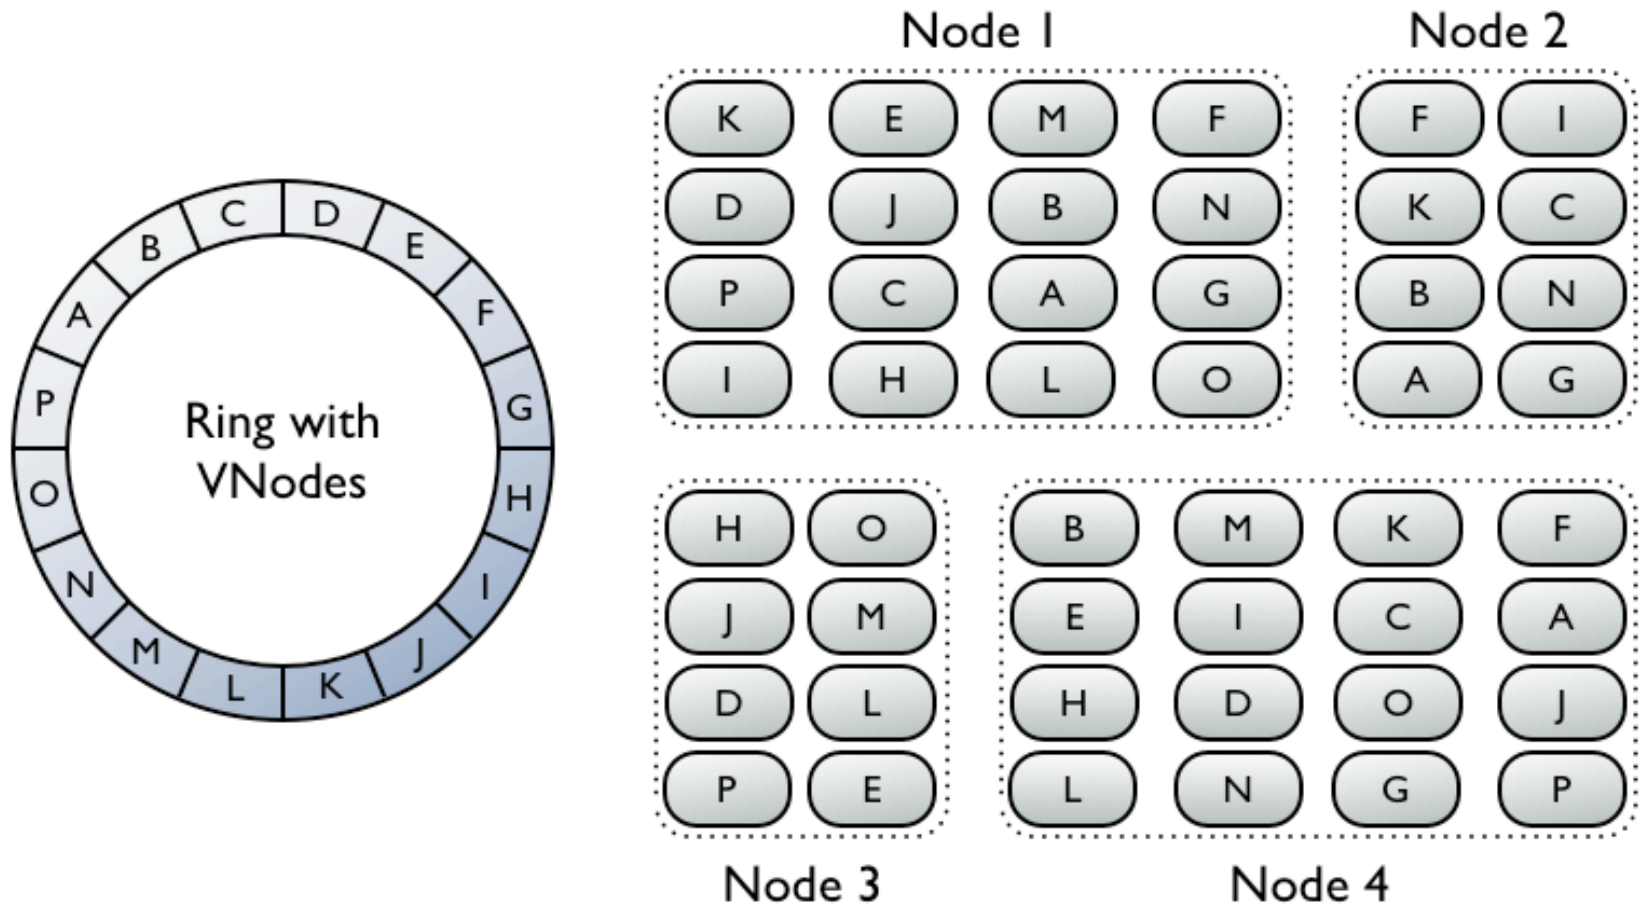 Ring with
VNodes
A
B
C
D
E
F
G
H
I
J
K
L
M
N
O
P
Node 1
K E M F
D J B N
P C A G
I H L O
Node 2
F I
K C
B N
A G
H O
J M
D L
P E
Node 3
B M K F
E I C A
H D O J
L N G P
Node 4